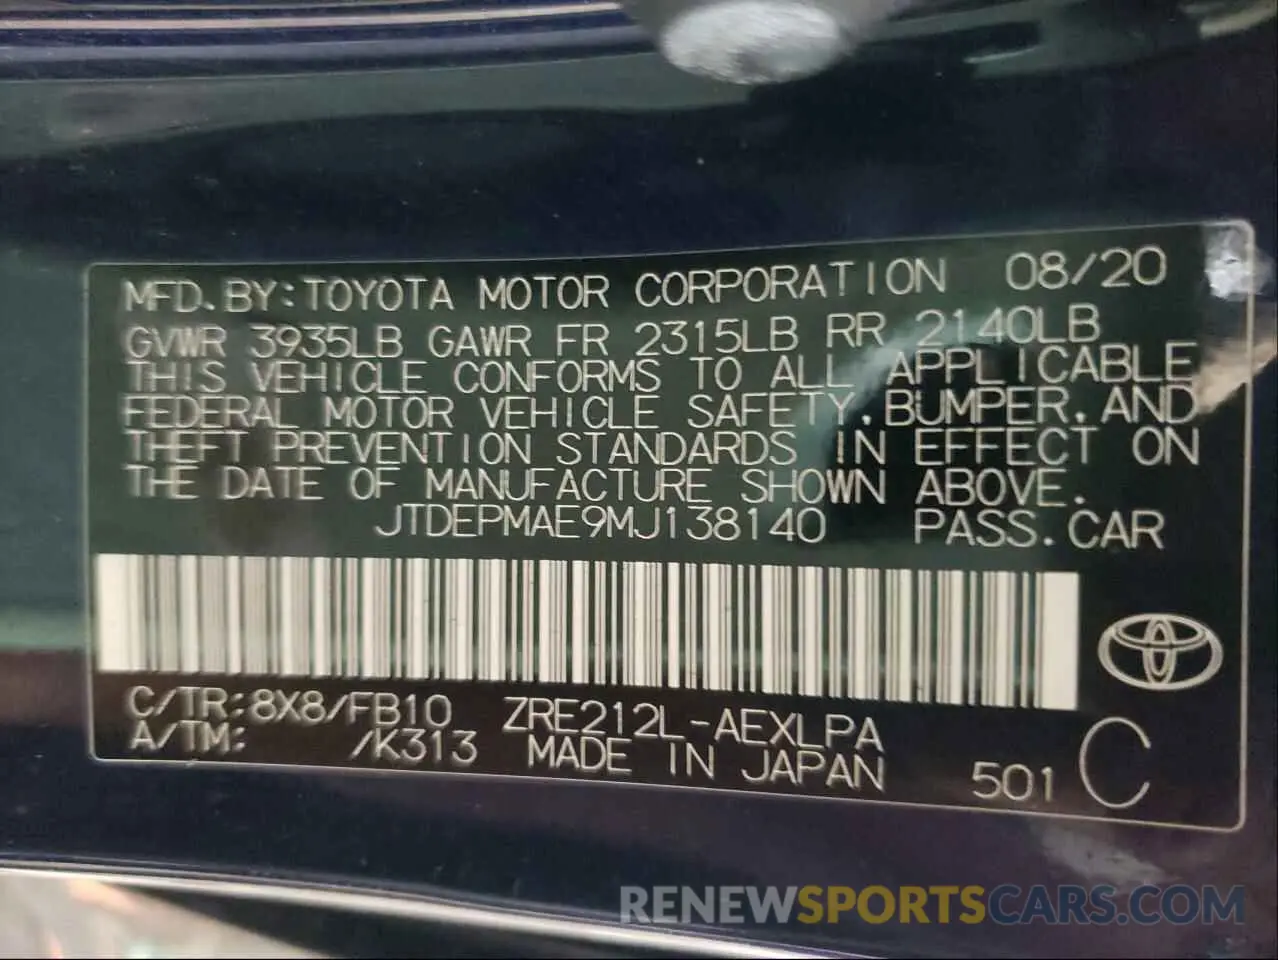 MFD.BY:TOYOTA MOTOR CORPORATION 08/20
GVWR 3935LB GAWR FR 2315LB RR 2140LB
THIS VEHICLE CONFORMS TO ALL APPLICABLE
FEDERAL MOTOR VEHICLE SAFETY,BUMPER,AND
THEFT PREVENTION STANDARDS IN EFFECT ON
THE DATE OF MANUFACTURE SHOWN ABOVE.
JTDEPMAE9MJ138140 PASS.CAR
C/TR:8X8/FB10 ZRE212L-AEXLPA
A/TM: /K313 MADE IN JAPAN 501 C
RENEWSPORTSCARS.COM